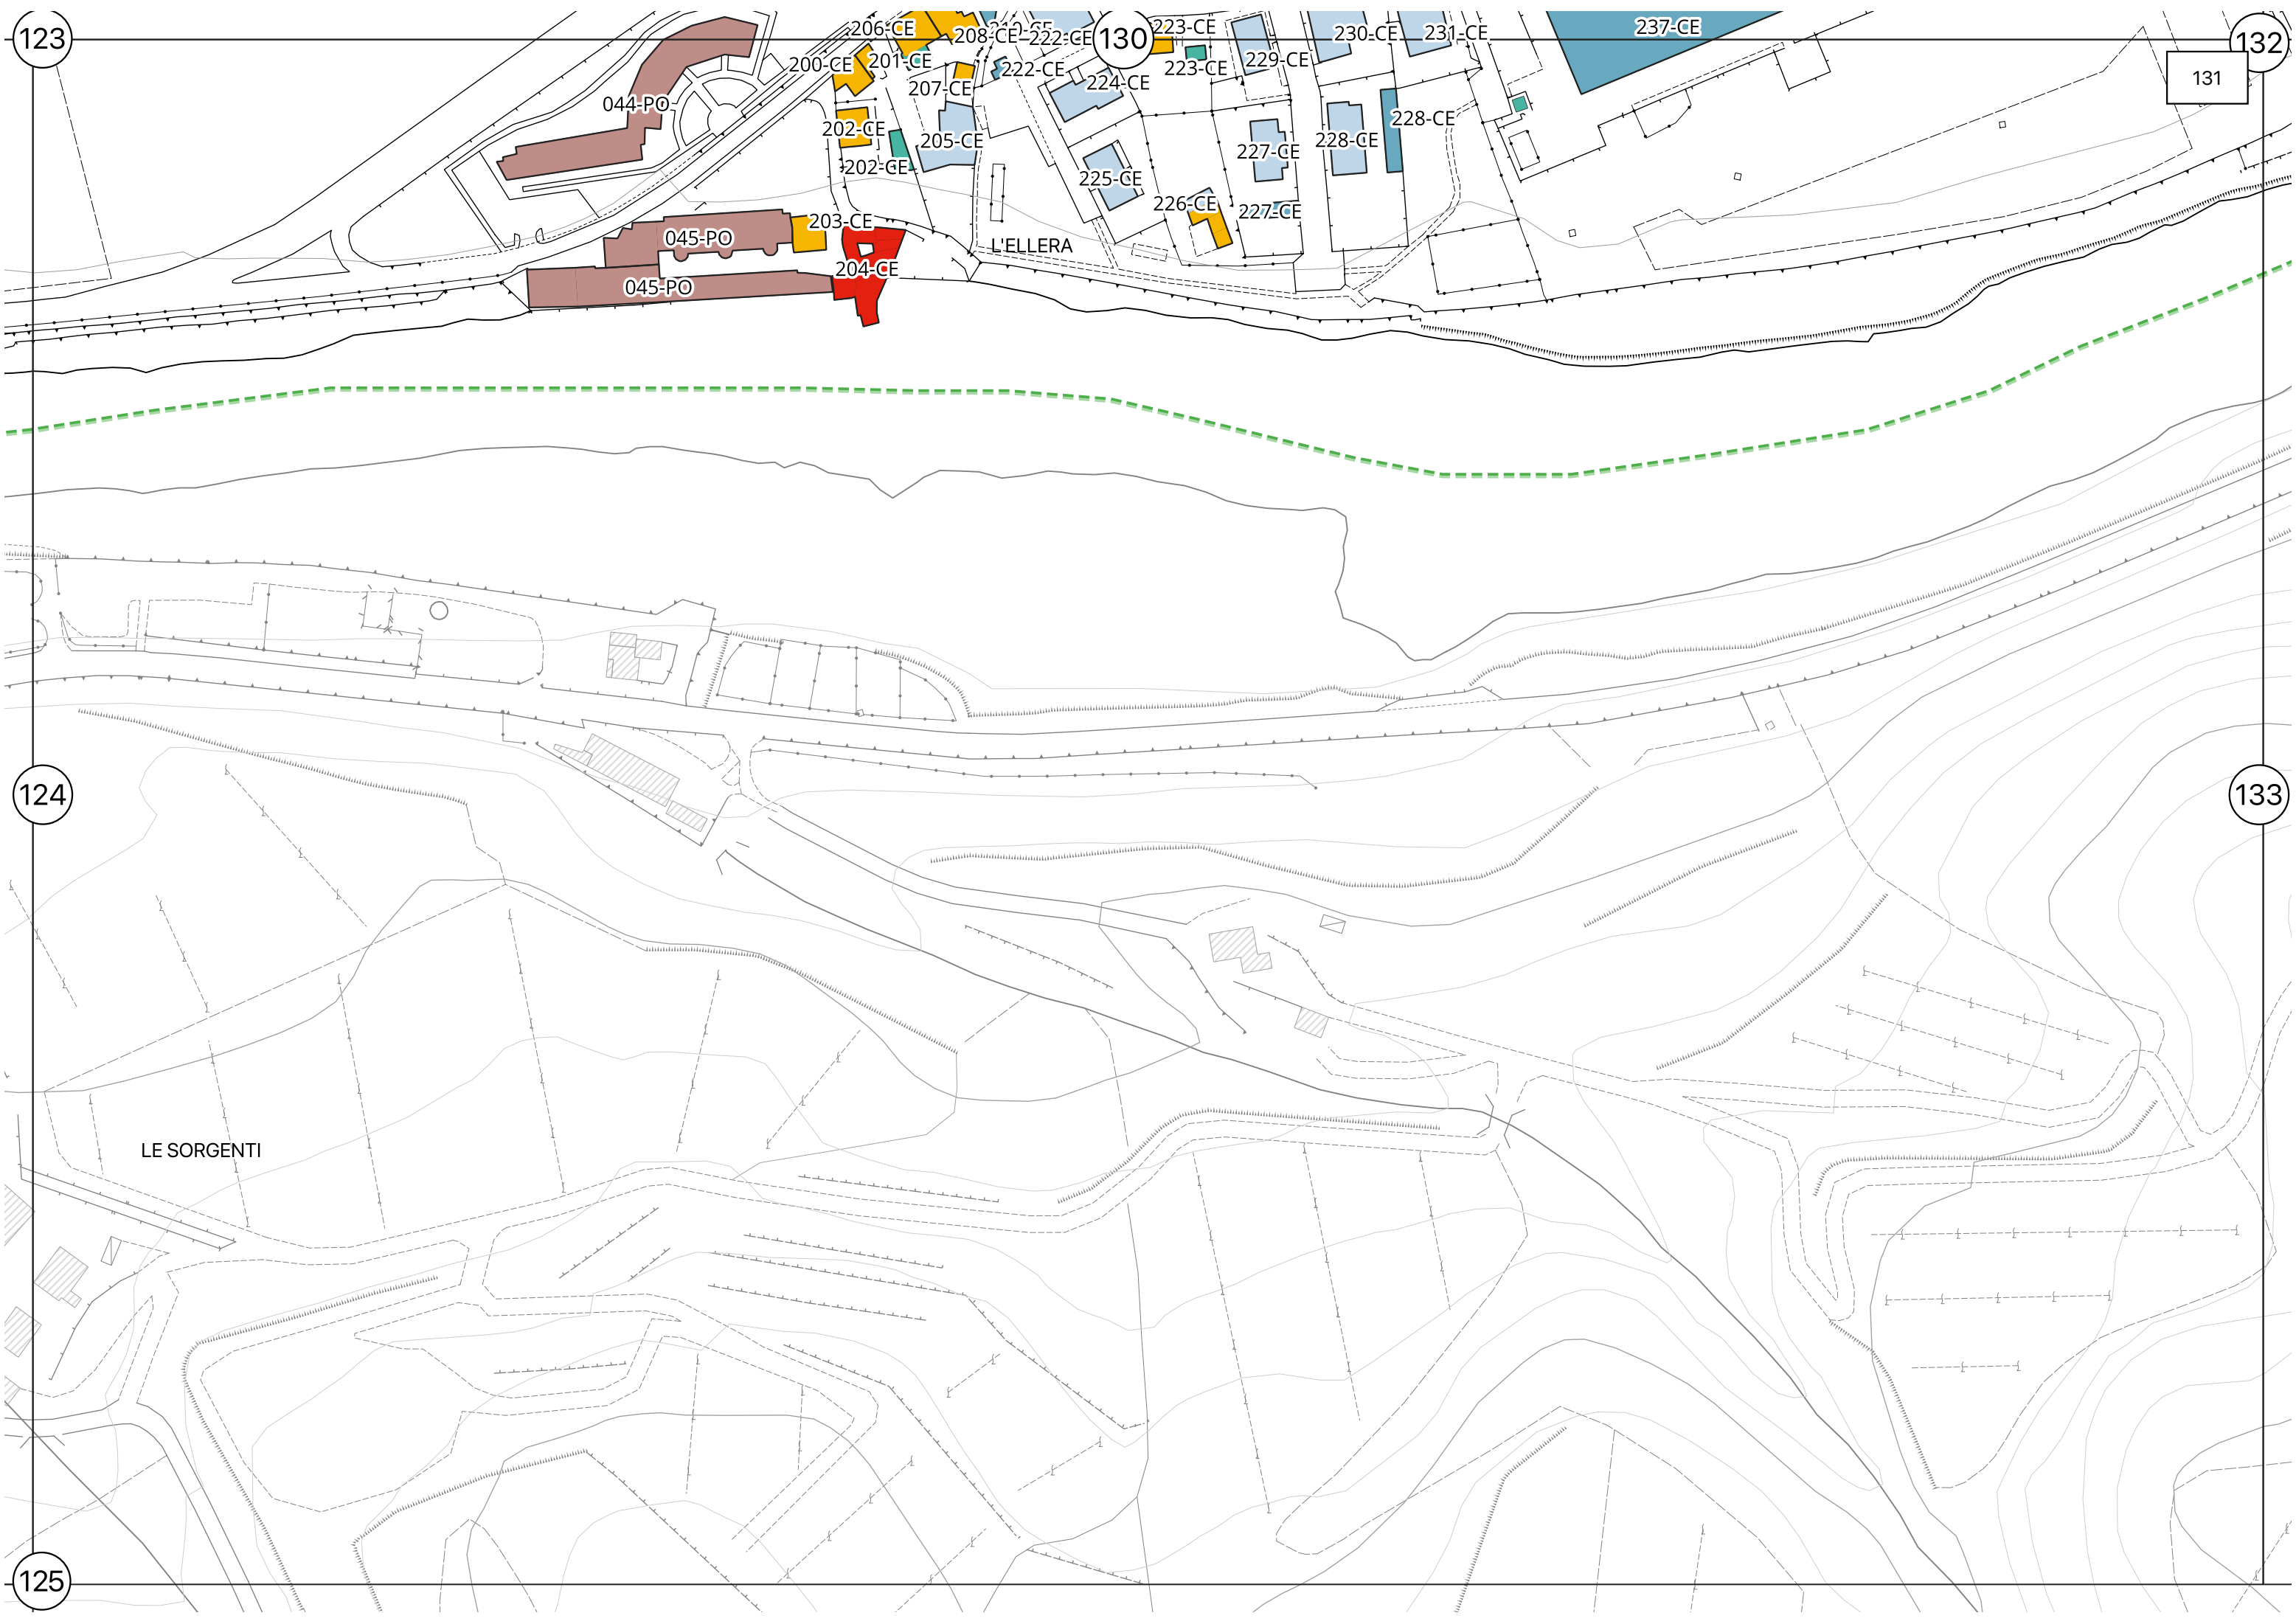 123
206-CE
208-CE
210-CE
222-CE
130
223-CE
230-CE
231-CE
237-CE
132
200-CE
201-CE
222-CE
223-CE
229-CE
131
207-CE
224-CE
044-PO
202-CE
205-CE
228-CE
228-CE
227-CE
202-CE
225-CE
226-CE
227-CE
203-CE
045-PO
L'ELLERA
204-CE
045-PO
124
133
LE SORGENTI
125